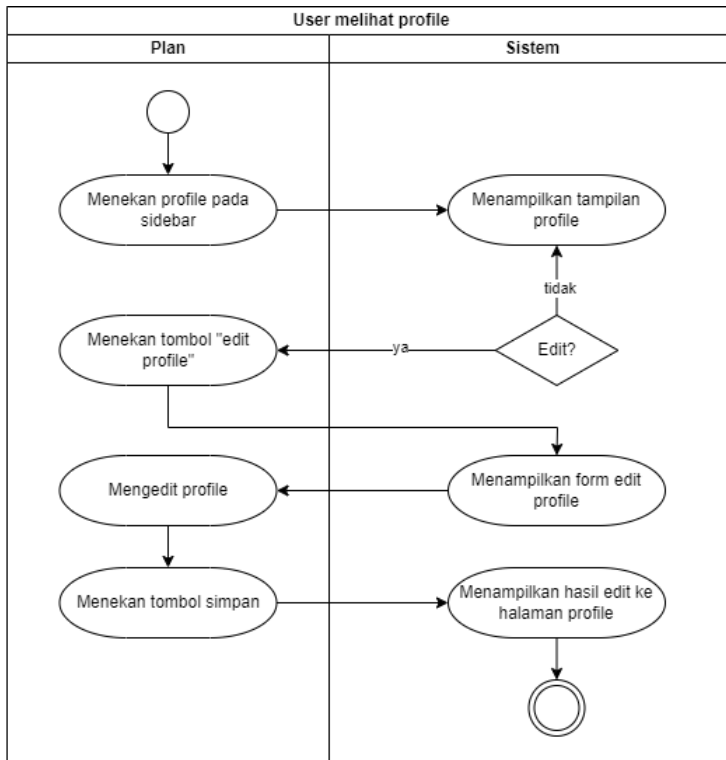 User melihat profile
Plan
Sistem
Menekan profile pada
sidebar
Menampilkan tampilan
profile
tidak
Menekan tombol "edit
profile"
ya
Edit?
Mengedit profile
Menampilkan form edit
profile
Menekan tombol simpan
Menampilkan hasil edit ke
halaman profile